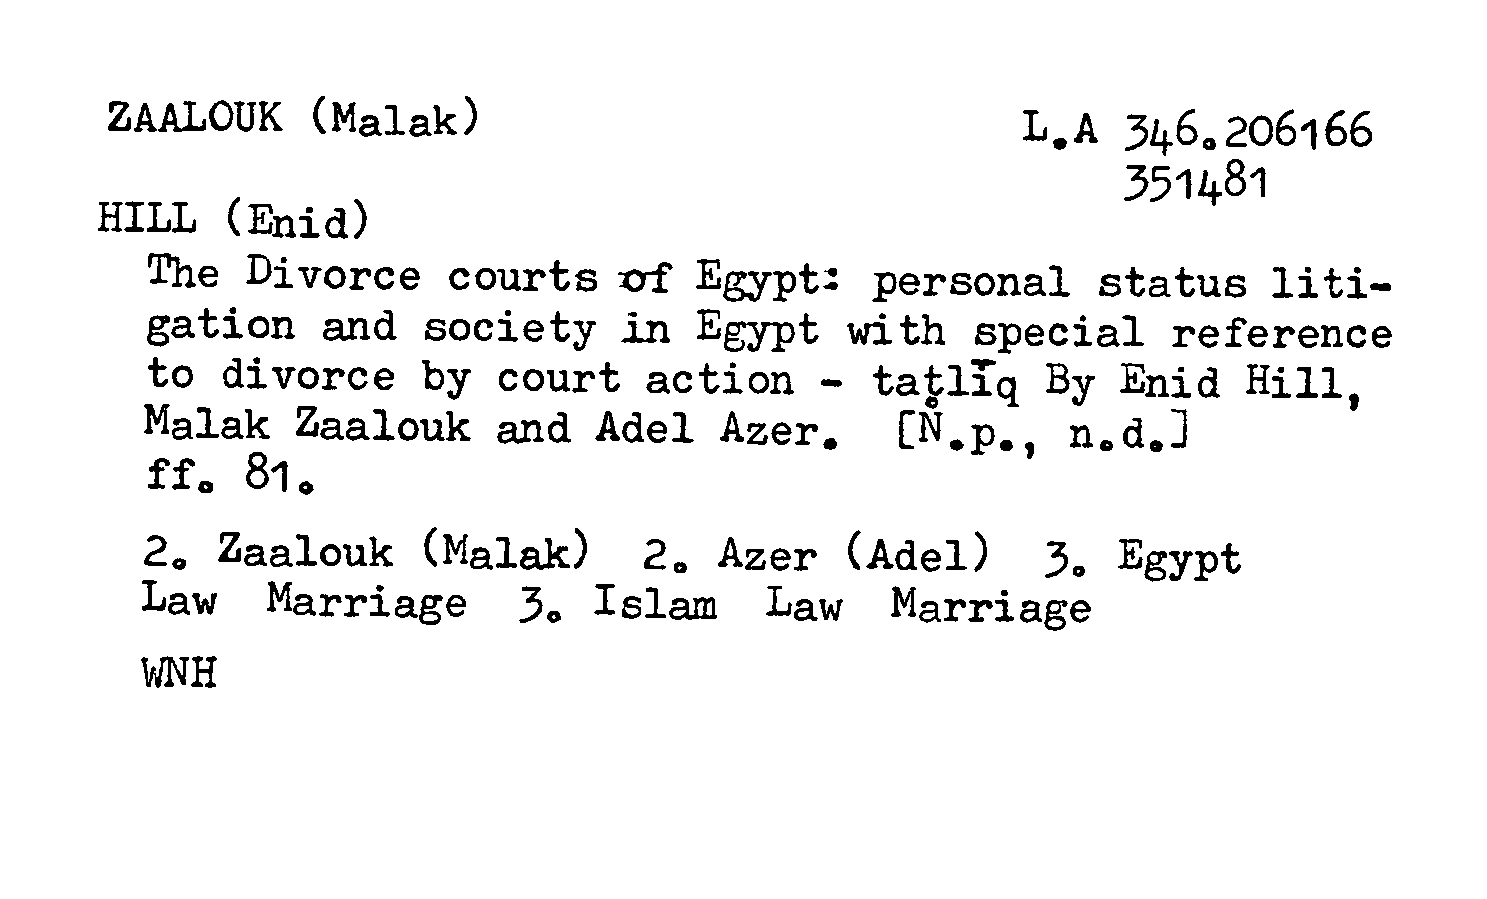 ZAALOUK (Malak)
L.A 346.206166
351481
HILL (Enid)
The Divorce courts of Egypt: personal status liti-
gation and society in Egypt with special reference
to divorce by court action - taṭlīq By Enid Hill,
Malak Zaalouk and Adel Azer. [N.p., n.d.]
ff. 81.
2. Zaalouk (Malak) 2. Azer (Adel) 3. Egypt
Law Marriage 3. Islam Law Marriage
WNH